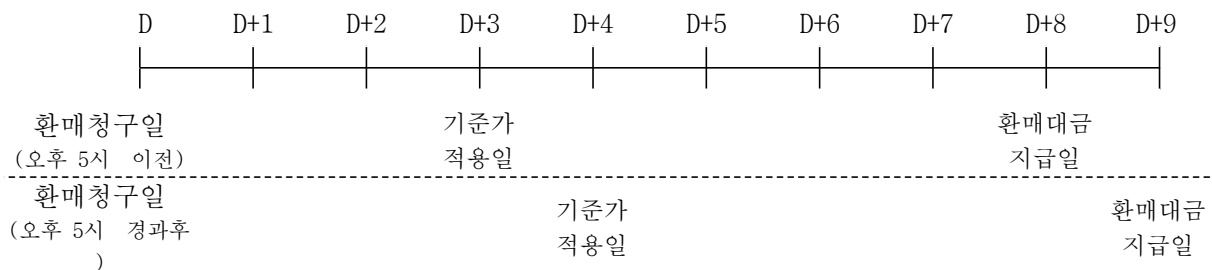 D D+1 D+2 D+3 D+4 D+5 D+6 D+7 D+8 D+9
환매청구일 기준가 환매대금
(오후 5시 이전) 적용일 지급일
환매청구일 기준가 환매대금
(오후 5시 경과후 적용일 지급일
)